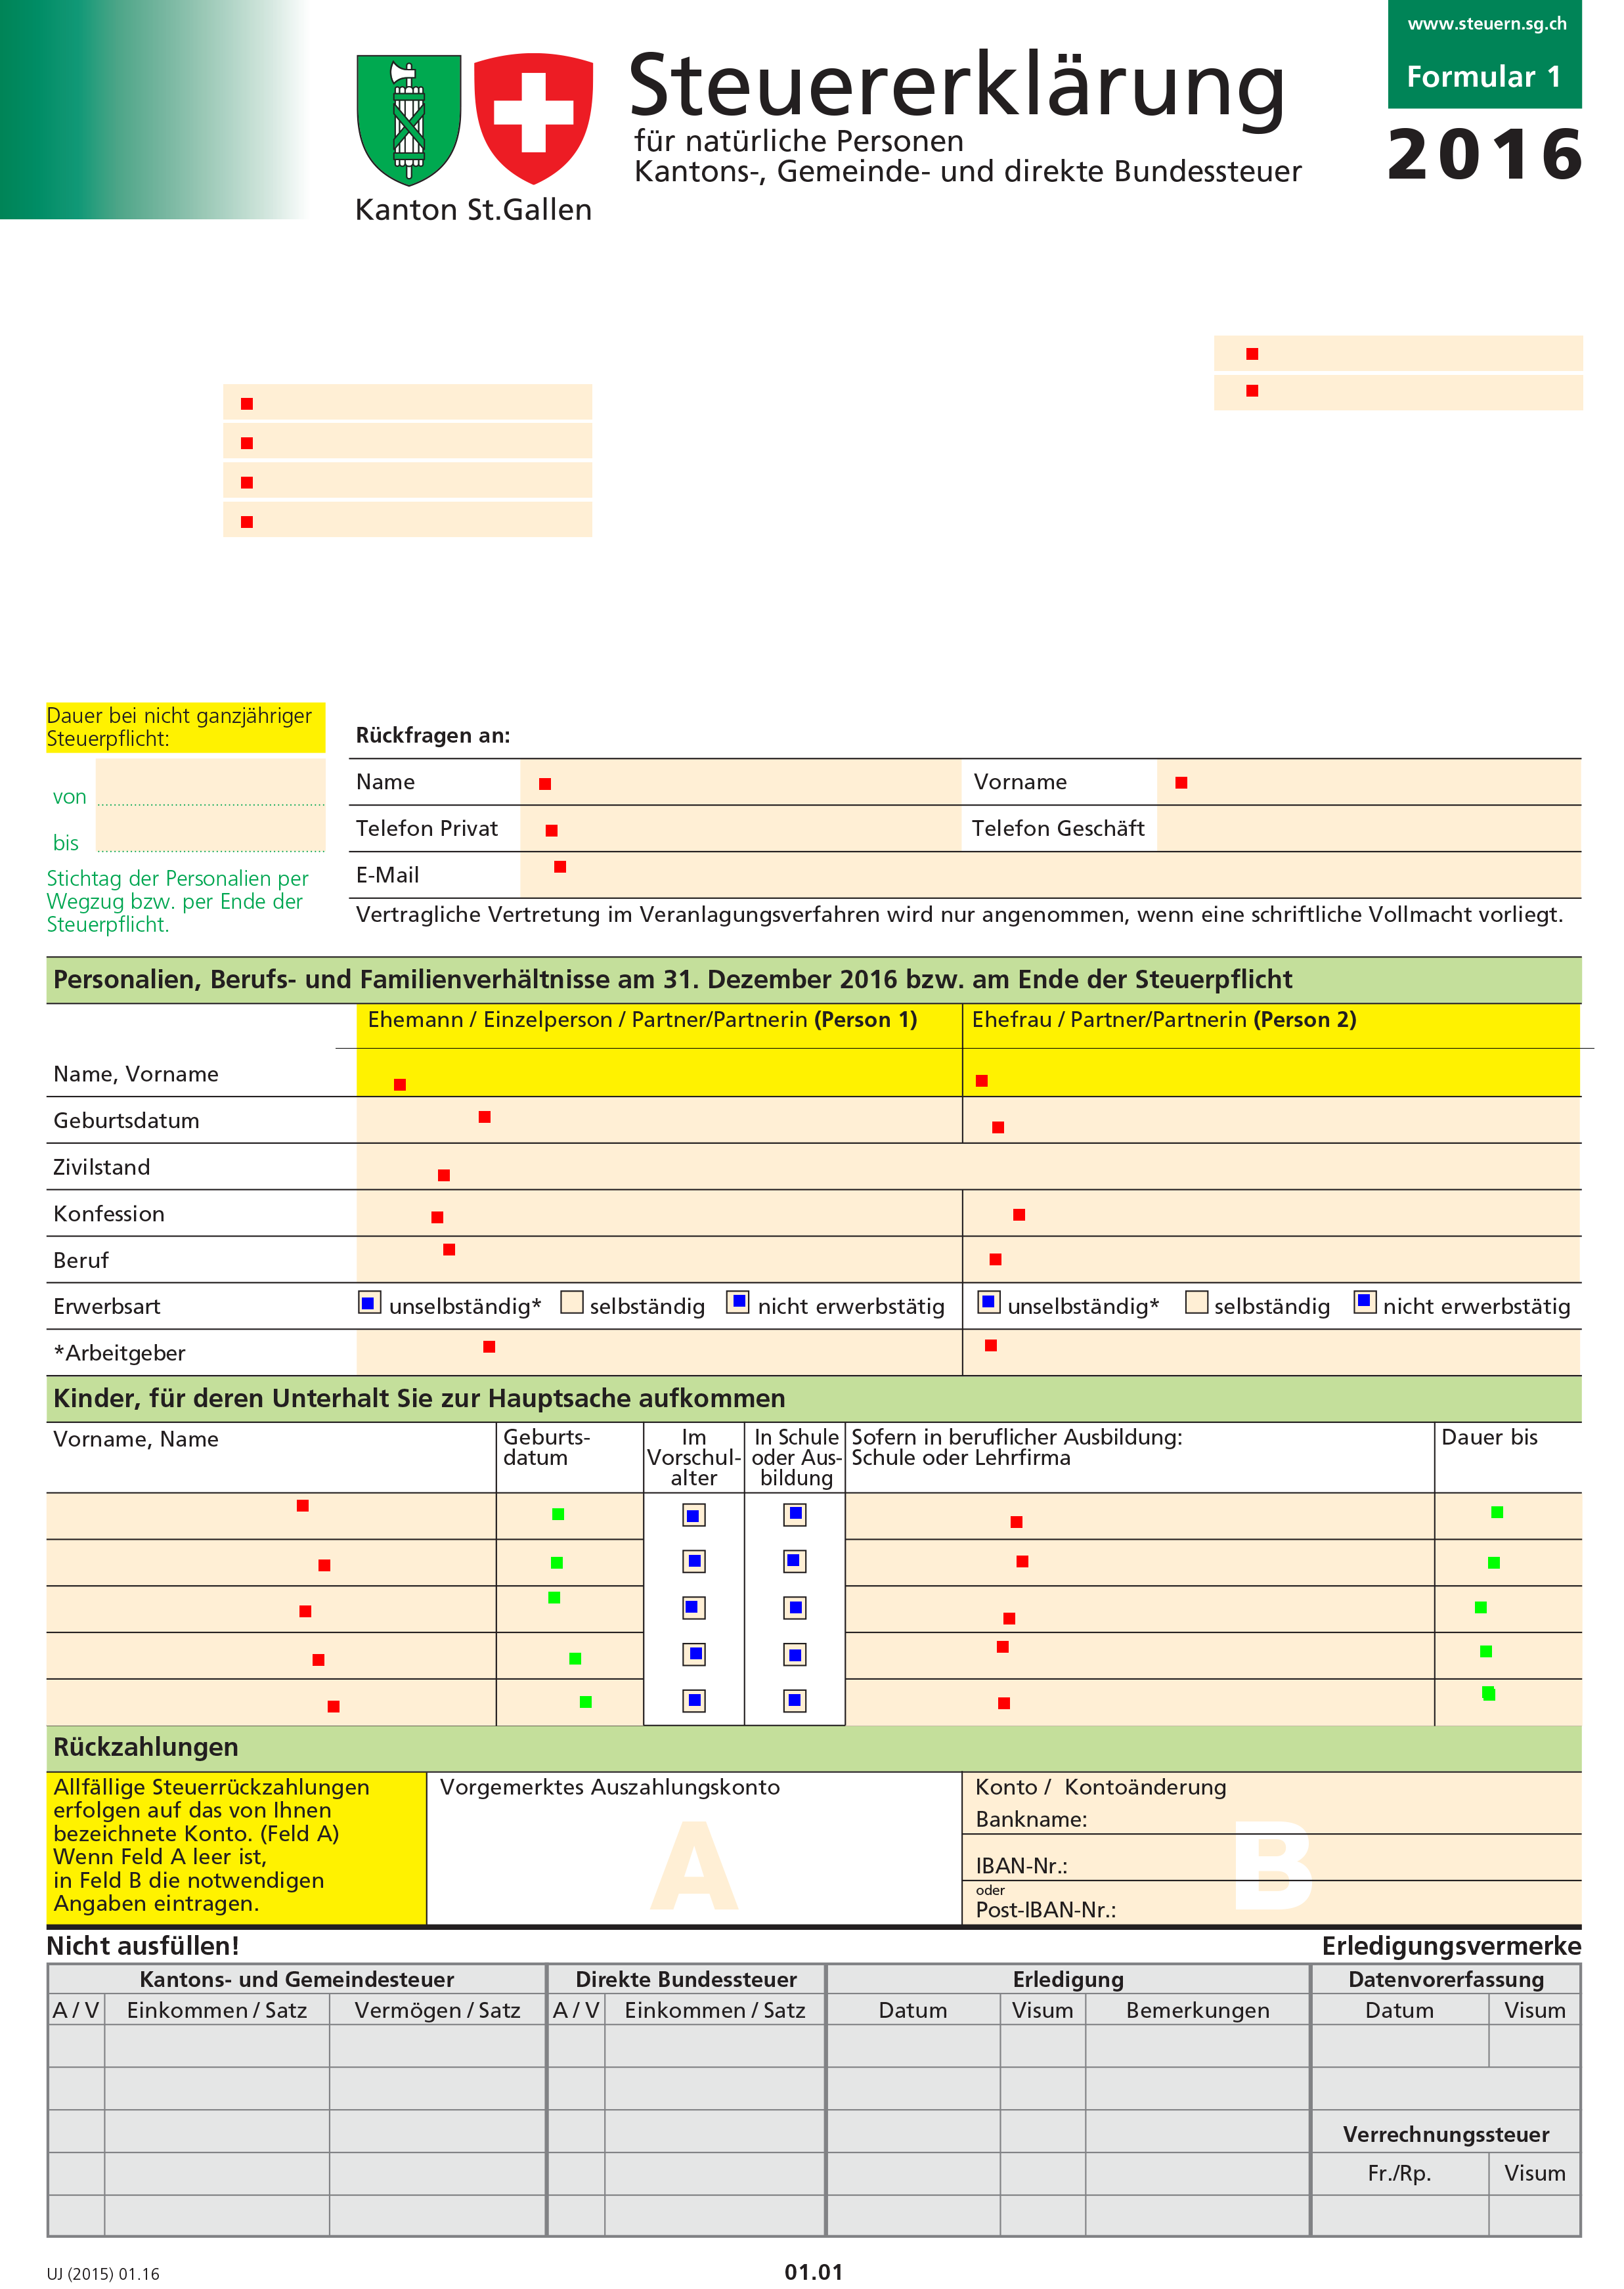 www.steuern.sg.ch
Formular 1
2016
Steuererklärung
für natürliche Personen
Kantons-, Gemeinde- und direkte Bundessteuer
Kanton St.Gallen
Dauer bei nicht ganzjähriger
Steuerpflicht:
von
bis
Stichtag der Personalien per
Wegzug bzw. per Ende der
Steuerpflicht.
Rückfragen an:
Name Vorname
Telefon Privat Telefon Geschäft
E-Mail
Vertragliche Vertretung im Veranlagungsverfahren wird nur angenommen, wenn eine schriftliche Vollmacht vorliegt.
Personalien, Berufs- und Familienverhältnisse am 31. Dezember 2016 bzw. am Ende der Steuerpflicht
Ehemann / Einzelperson / Partner/Partnerin (Person 1) Ehefrau / Partner/Partnerin (Person 2)
Name, Vorname
Geburtsdatum
Zivilstand
Konfession
Beruf
Erwerbsart unselbständig* selbständig nicht erwerbstätig unselbständig* selbständig nicht erwerbstätig
*Arbeitgeber
Kinder, für deren Unterhalt Sie zur Hauptsache aufkommen
Vorname, Name
Geburts-
datum
Im
Vorschul-
alter
In Schule
oder Aus-
bildung
Sofern in beruflicher Ausbildung:
Schule oder Lehrfirma
Dauer bis
Rückzahlungen
Allfällige Steuerrückzahlungen
erfolgen auf das von Ihnen
bezeichnete Konto. (Feld A)
Wenn Feld A leer ist,
in Feld B die notwendigen
Angaben eintragen.
Vorgemerktes Auszahlungskonto
A
Konto / Kontoänderung
Bankname:
IBAN-Nr.:
oder
Post-IBAN-Nr.:
B
Nicht ausfüllen! Erledigungsvermerke
Kantons- und Gemeindesteuer Direkte Bundessteuer Erledigung Datenvorerfassung
A / V Einkommen / Satz Vermögen / Satz A / V Einkommen / Satz Datum Visum Bemerkungen Datum Visum
Verrechnungssteuer
Fr./Rp. Visum
UJ (2015) 01.16 01.01